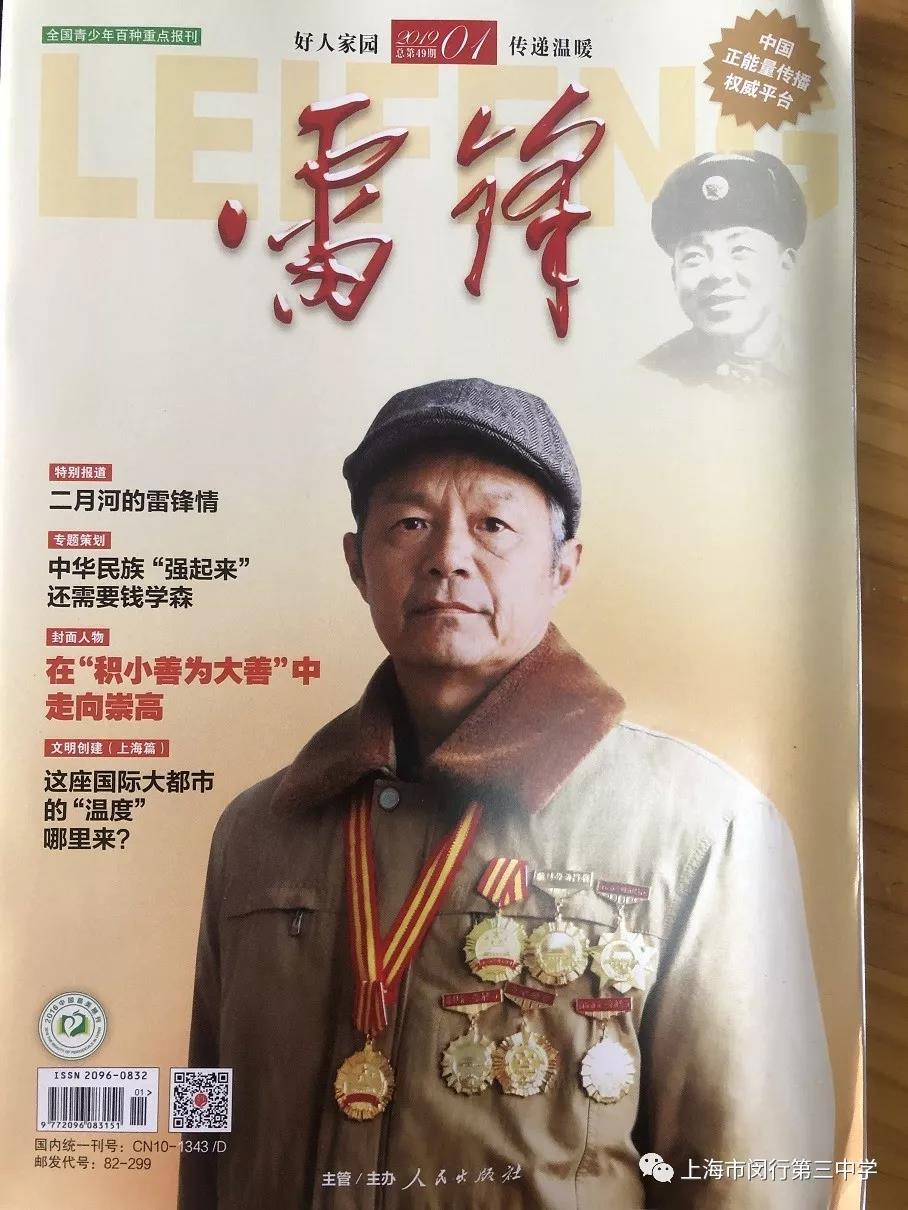 全国青少年百种重点报刊
好人家园
2019
总第49期
01
传递温暖
中国
正能量传播
权威平台
LEIFENG
雷锋
特别报道
二月河的雷锋情
专题策划
中华民族“强起来”
还需要钱学森
封面人物
在“积小善为大善”中
走向崇高
文明创建（上海篇）
这座国际大都市
的“温度”
哪里来?
ISSN 2096-0832
01>
9 772096 083151
国内统一刊号：CN10-1343 /D
邮发代号：82-299
主管/主办 人民出版社
上海市闵行第三中学